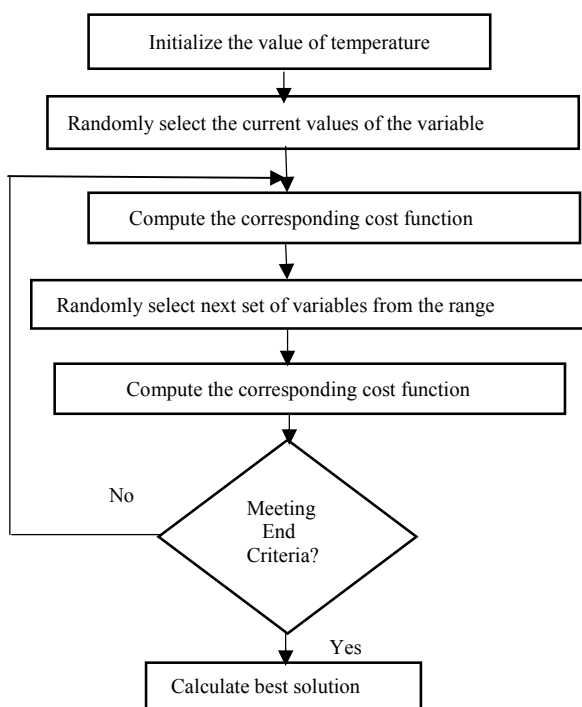 Initialize the value of temperature
Randomly select the current values of the variable
Compute the corresponding cost function
Randomly select next set of variables from the range
Compute the corresponding cost function
No
Meeting
End
Criteria?
Yes
Calculate best solution